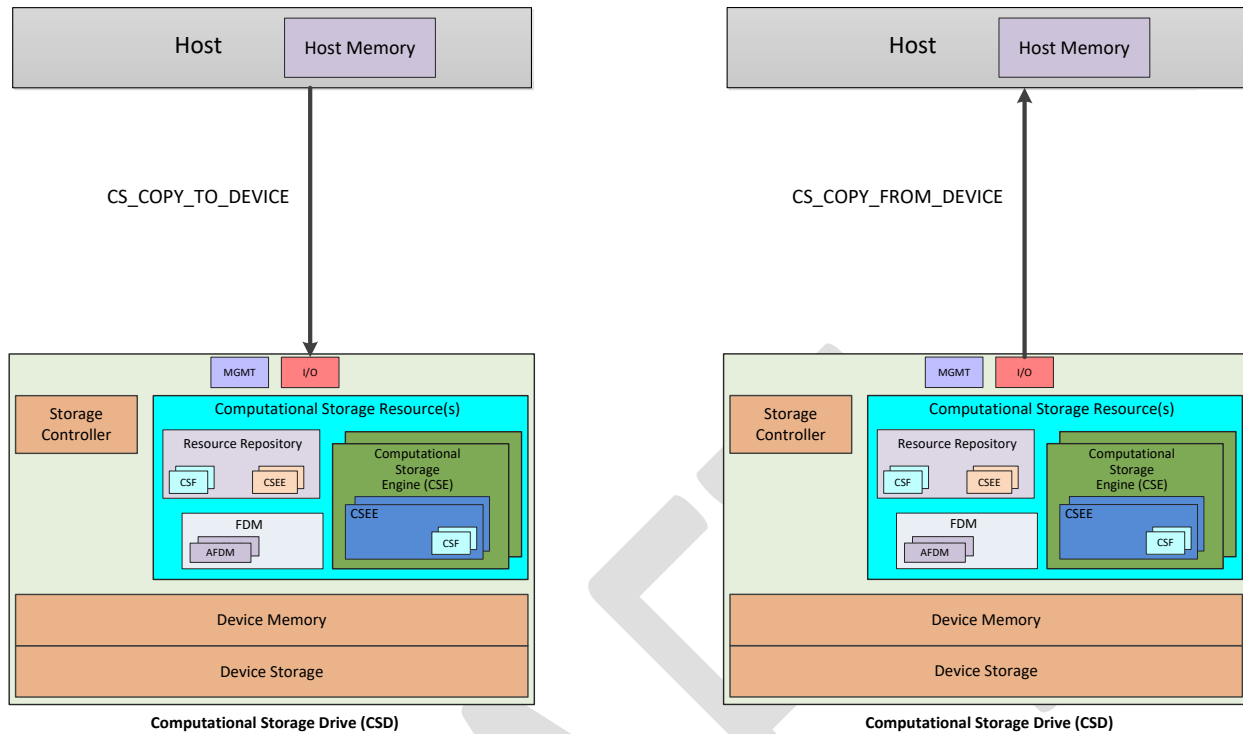 Host
Host Memory
CS_COPY_TO_DEVICE
MGMT
I/O
Storage
Controller
Computational Storage Resource(s)
Resource Repository
CSF
CSEE
Computational
Storage
Engine (CSE)
CSEE
CSF
FDM
AFDM
Device Memory
Device Storage
Computational Storage Drive (CSD)
Host
Host Memory
CS_COPY_FROM_DEVICE
MGMT
I/O
Storage
Controller
Computational Storage Resource(s)
Resource Repository
CSF
CSEE
Computational
Storage
Engine (CSE)
CSEE
CSF
FDM
AFDM
Device Memory
Device Storage
Computational Storage Drive (CSD)